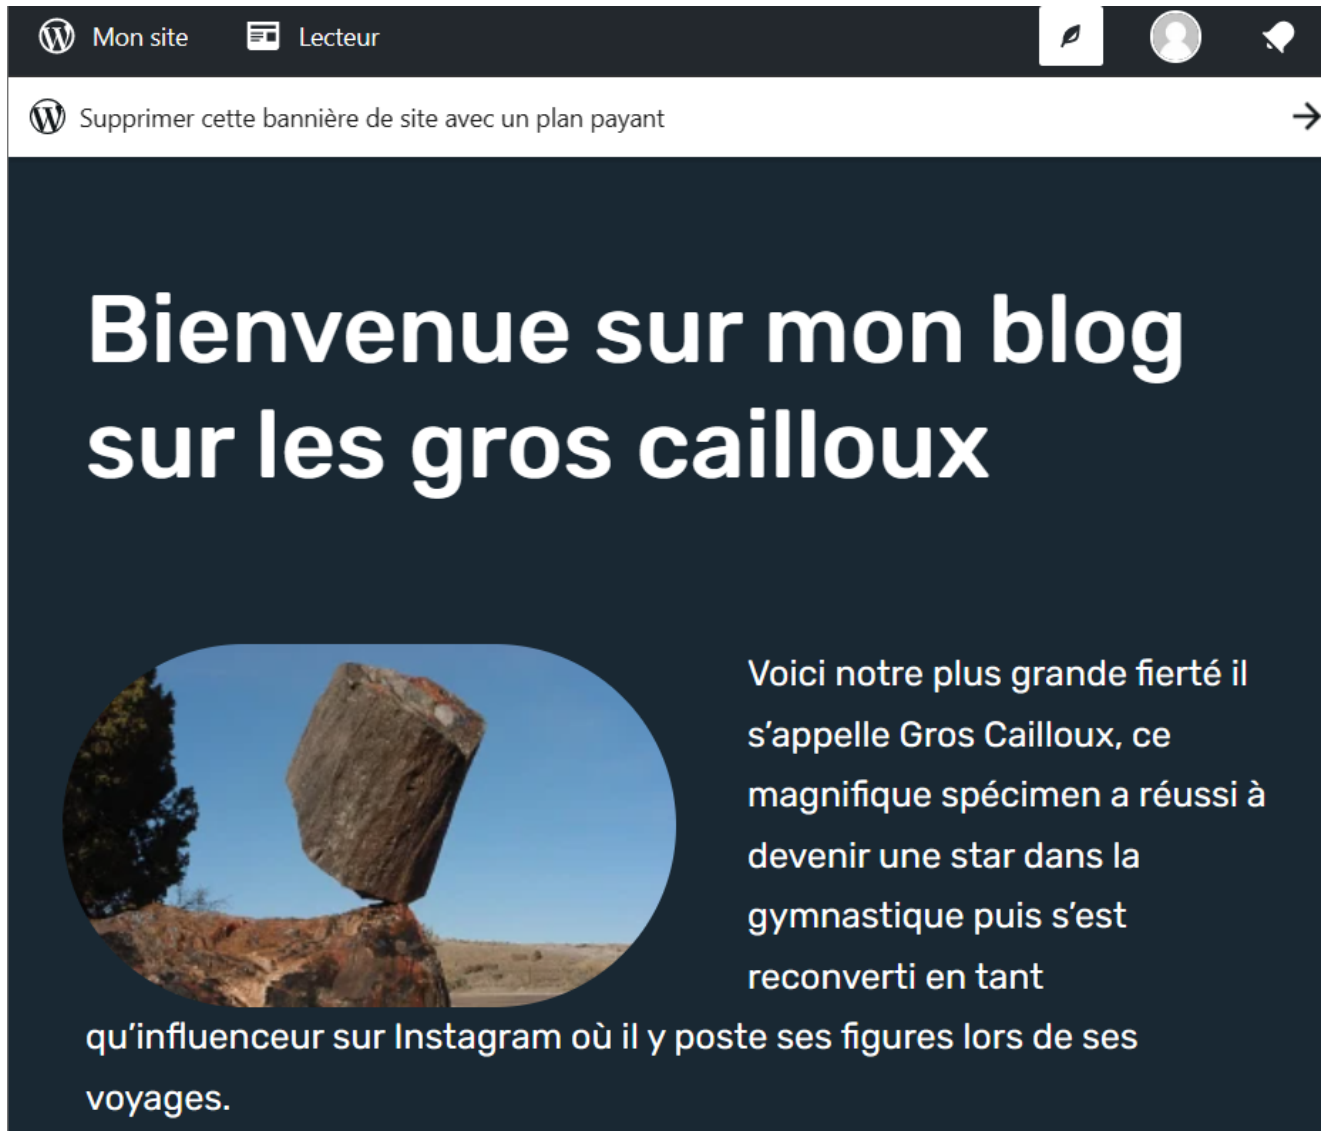 Mon site Lecteur
Supprimer cette bannière de site avec un plan payant
Bienvenue sur mon blog
sur les gros cailloux
Voici notre plus grande fierté il
s’appelle Gros Cailloux, ce
magnifique spécimen a réussi à
devenir une star dans la
gymnastique puis s’est
reconverti en tant
qu’influenceur sur Instagram où il y poste ses figures lors de ses
voyages.